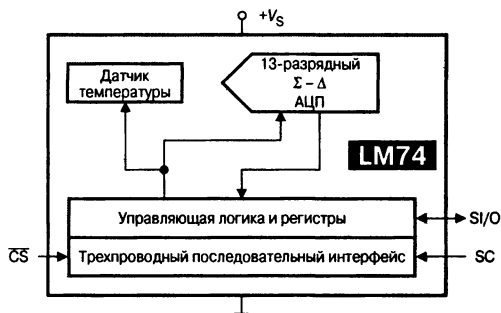 +Vs
Датчик
температуры
13-разрядный
Σ – Δ
АЦП
LM74
Управляющая логика и регистры
SI/O
CS
Трехпроводный последовательный интерфейс
SC